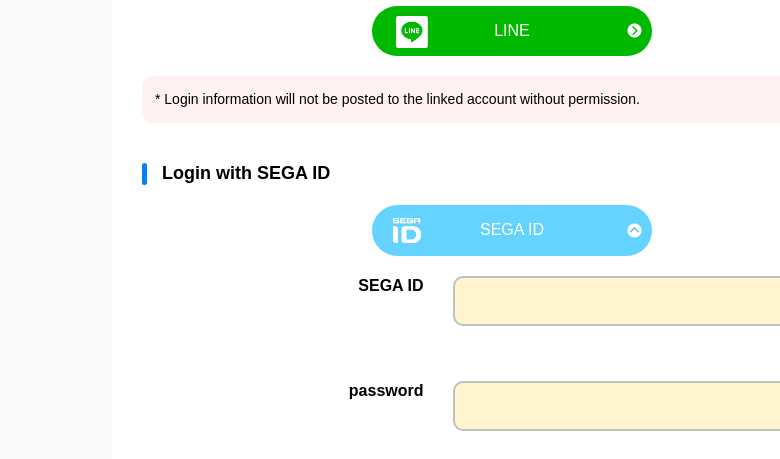 LINE
LINE
* Login information will not be posted to the linked account without permission.
Login with SEGA ID
SEGA
ID
SEGA ID
SEGA ID
password